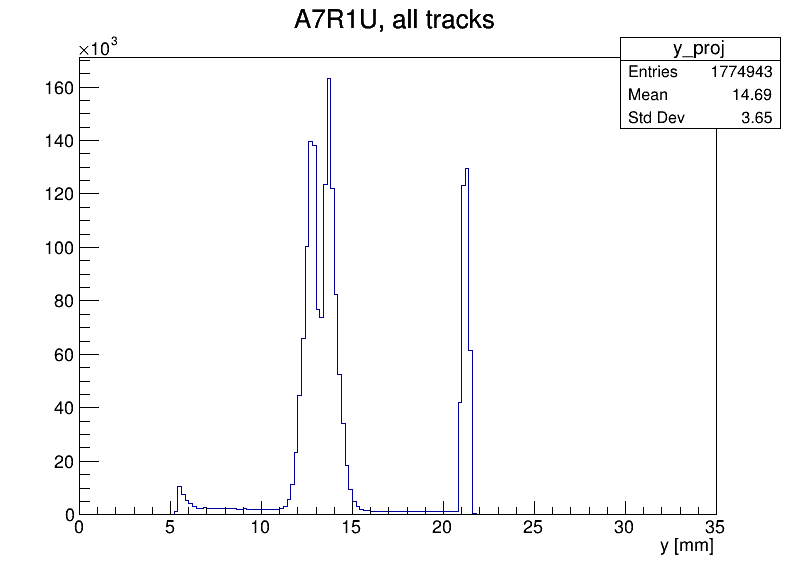 A7R1U, all tracks
×10³
y_proj
Entries 1774943
Mean 14.69
Std Dev 3.65
160
140
120
100
80
60
40
20
0
0 5 10 15 20 25 30 35
y [mm]